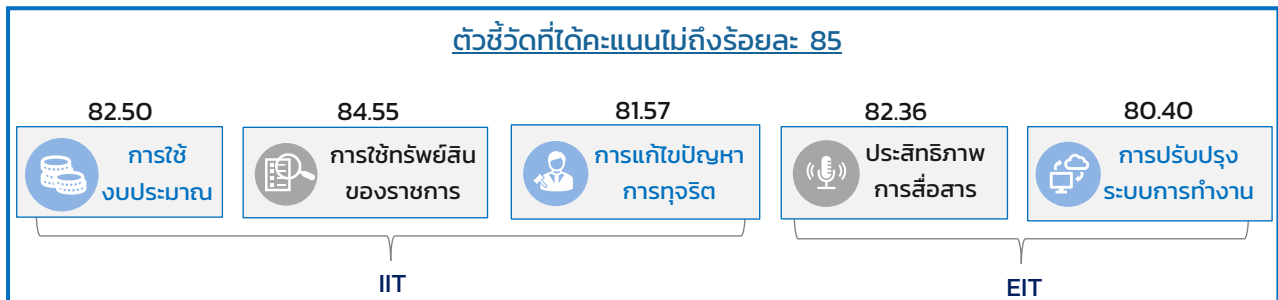 ตัวชี้วัดที่ได้คะแนนไม่ถึงร้อยละ 85
82.50
การใช้
งบประมาณ
84.55
การใช้ทรัพย์สิน
ของราชการ
81.57
การแก้ไขปัญหา
การทุจริต
82.36
ประสิทธิภาพ
การสื่อสาร
80.40
การปรับปรุง
ระบบการทำงาน
IIT
EIT